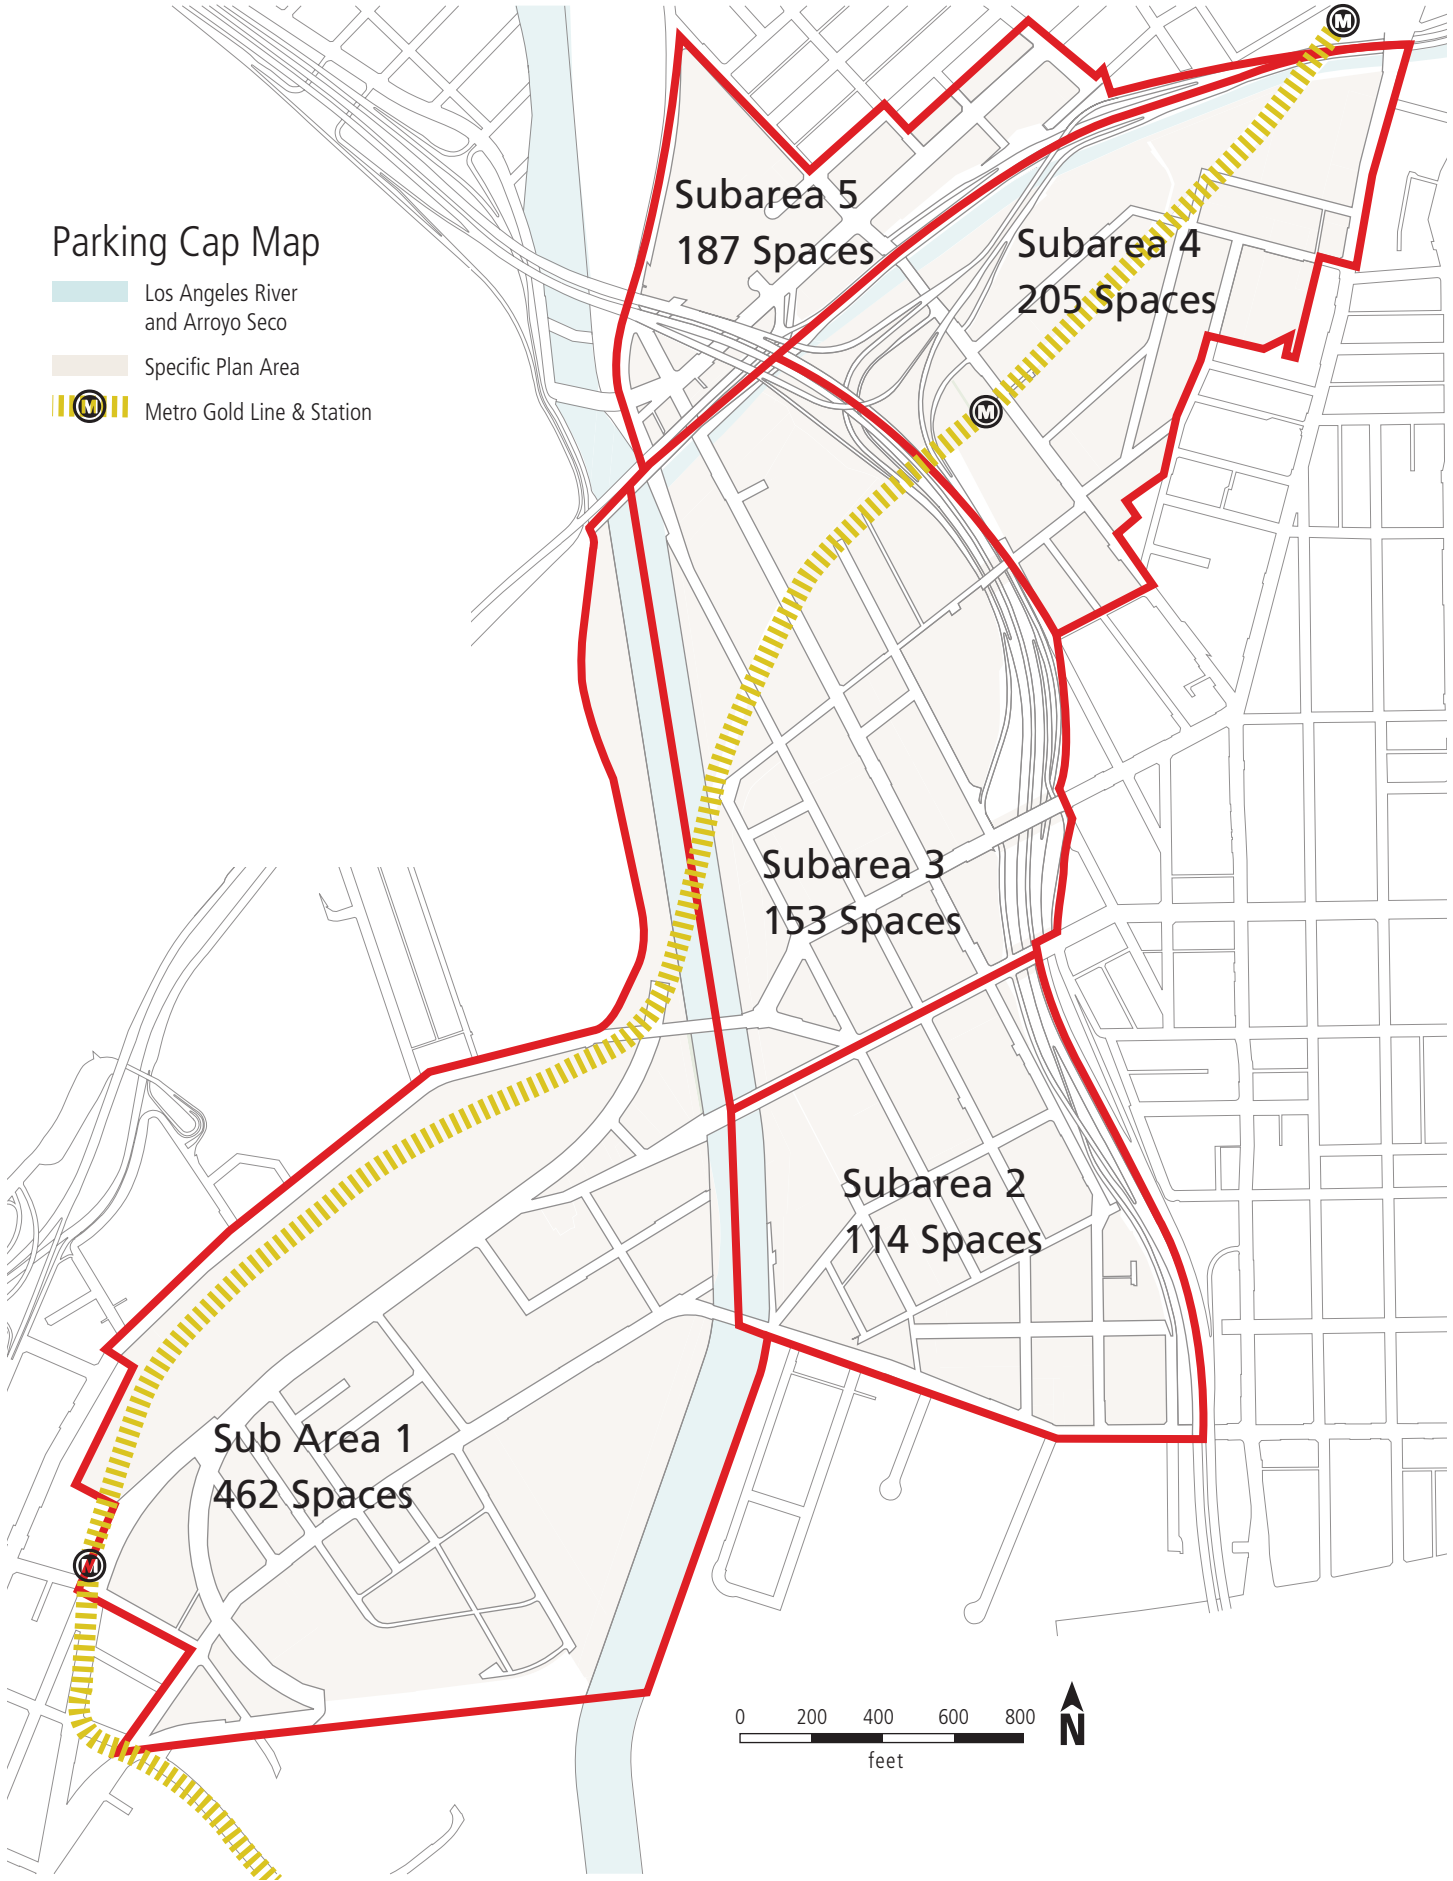 Subarea 5
187 Spaces
Subarea 4
205 Spaces
Parking Cap Map
Los Angeles River
and Arroyo Seco
Specific Plan Area
M
Metro Gold Line & Station
M
M
Subarea 3
153 Spaces
Subarea 2
114 Spaces
Sub Area 1
462 Spaces
M
0 200 400 600 800
feet
N